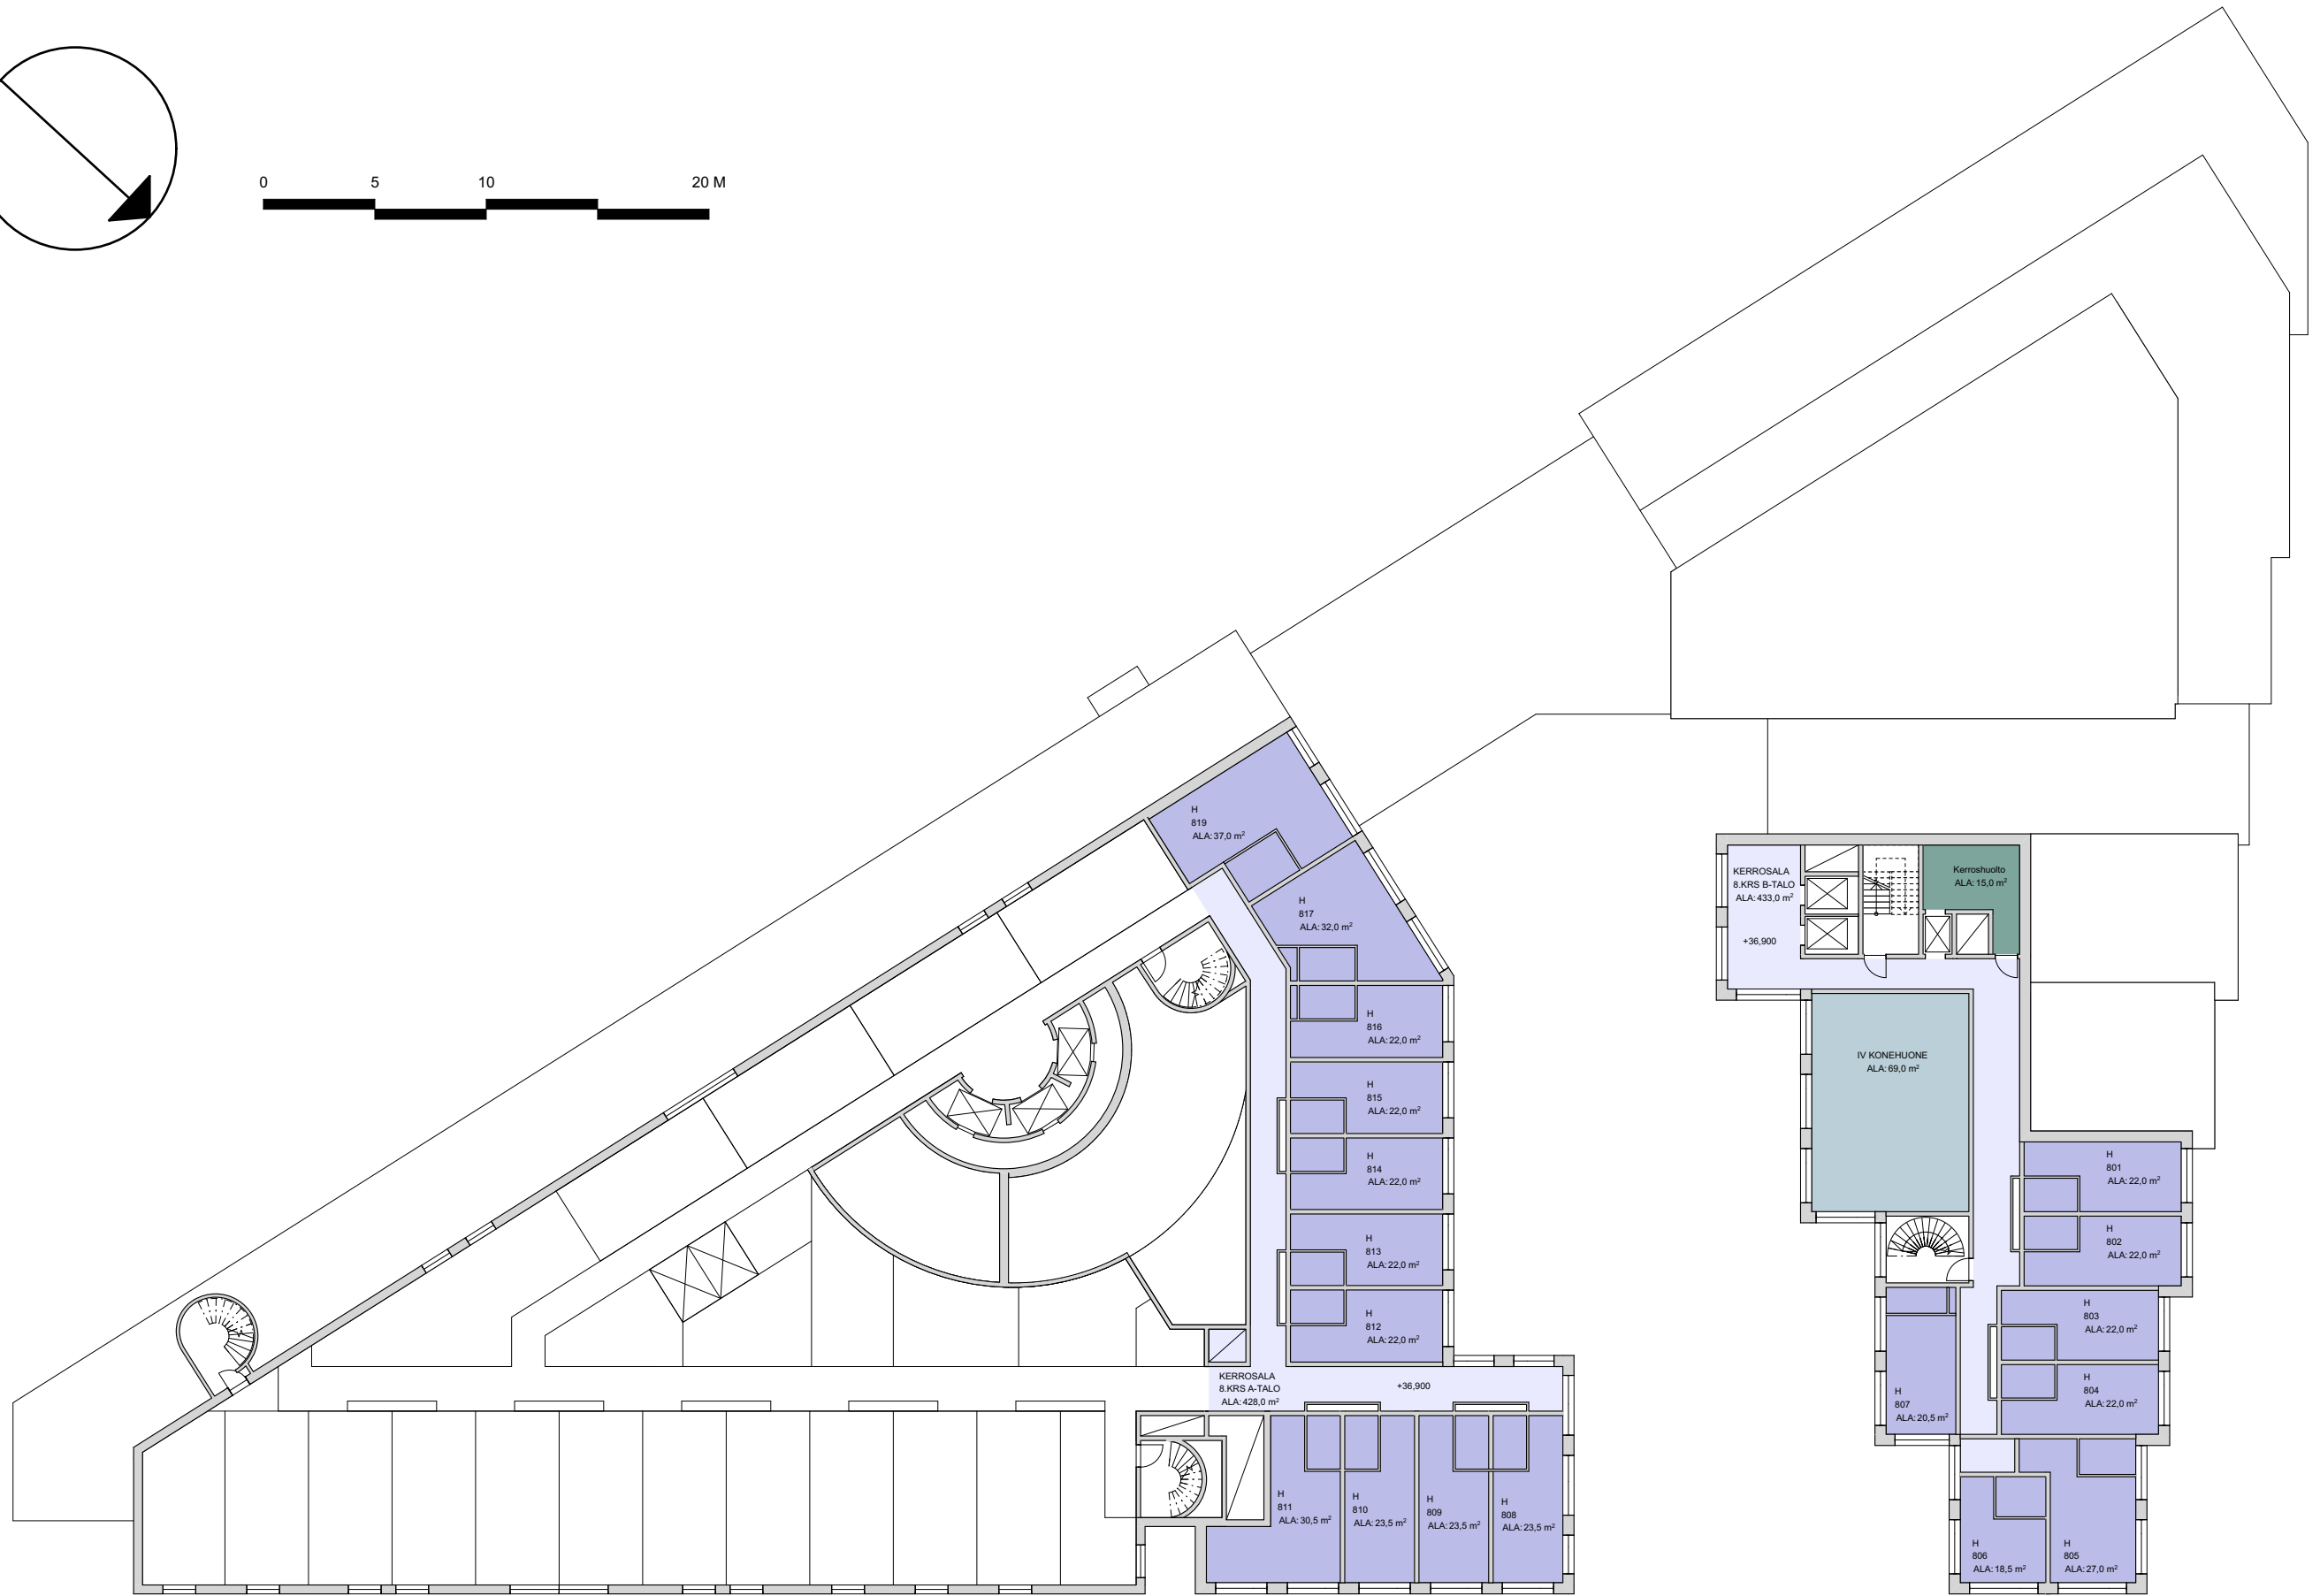 0 5 10 20 M
H
819
ALA: 37,0 m²
H
817
ALA: 32,0 m²
H
816
ALA: 22,0 m²
H
815
ALA: 22,0 m²
H
814
ALA: 22,0 m²
H
813
ALA: 22,0 m²
H
812
ALA: 22,0 m²
KERROSALA
8.KRS A-TALO
ALA: 428,0 m²
+36,900
H
811
ALA: 30,5 m²
H
810
ALA: 23,5 m²
H
809
ALA: 23,5 m²
H
808
ALA: 23,5 m²
KERROSALA
8.KRS B-TALO
ALA: 433,0 m²
+36,900
Kerroshuolto
ALA: 15,0 m²
IV KONEHUONE
ALA: 69,0 m²
H
801
ALA: 22,0 m²
H
802
ALA: 22,0 m²
H
803
ALA: 22,0 m²
H
804
ALA: 22,0 m²
H
807
ALA: 20,5 m²
H
806
ALA: 18,5 m²
H
805
ALA: 27,0 m²